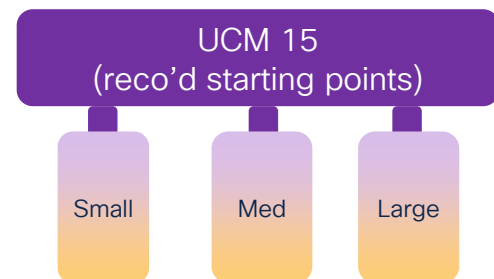 UCM 15
(reco’d starting points)
Small
Med
Large